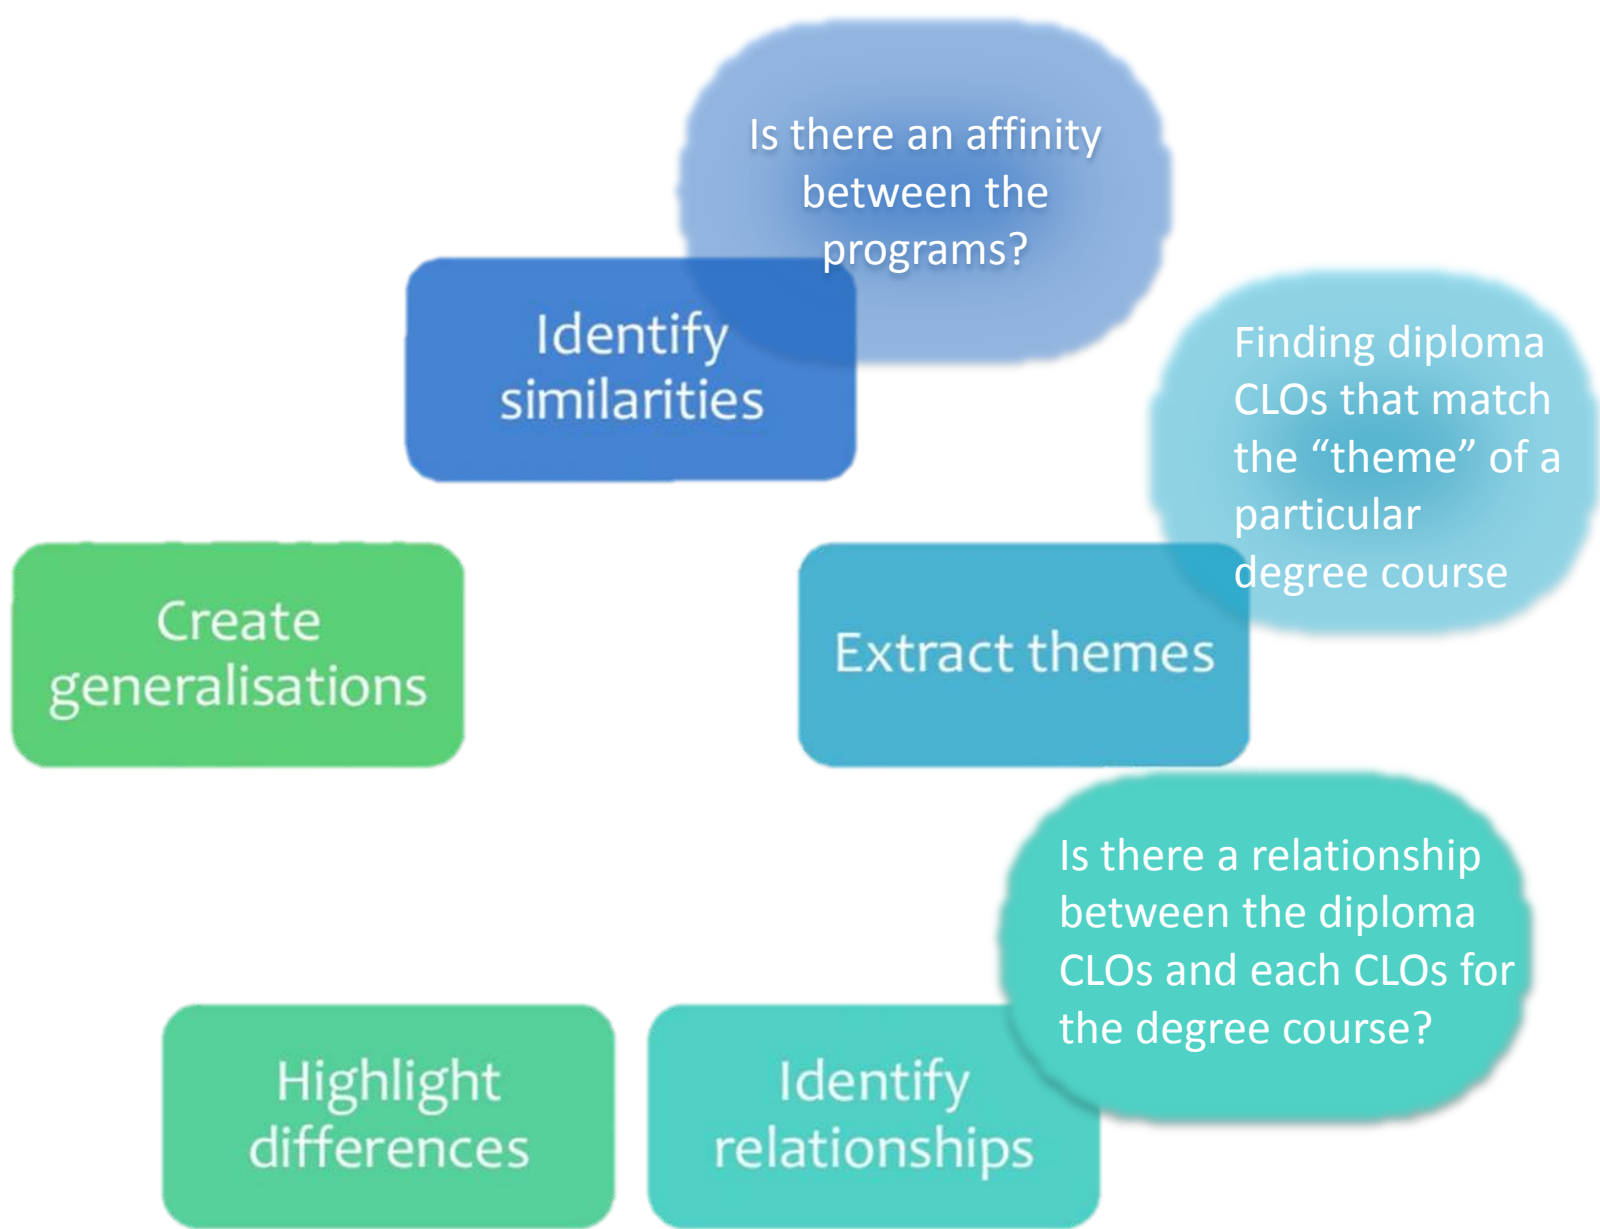 Is there an affinity
between the
programs?
Identify
similarities
Finding diploma
CLOs that match
the “theme” of a
particular
degree course
Create
generalisations
Extract themes
Is there a relationship
between the diploma
CLOs and each CLOs for
the degree course?
Highlight
differences
Identify
relationships